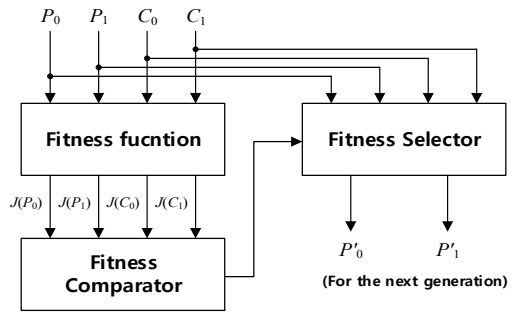 P₀ P₁ C₀ C₁
Fitness fucntion
Fitness Selector
J(P₀) J(P₁) J(C₀) J(C₁)
P′₀ P′₁
Fitness
Comparator
(For the next generation)